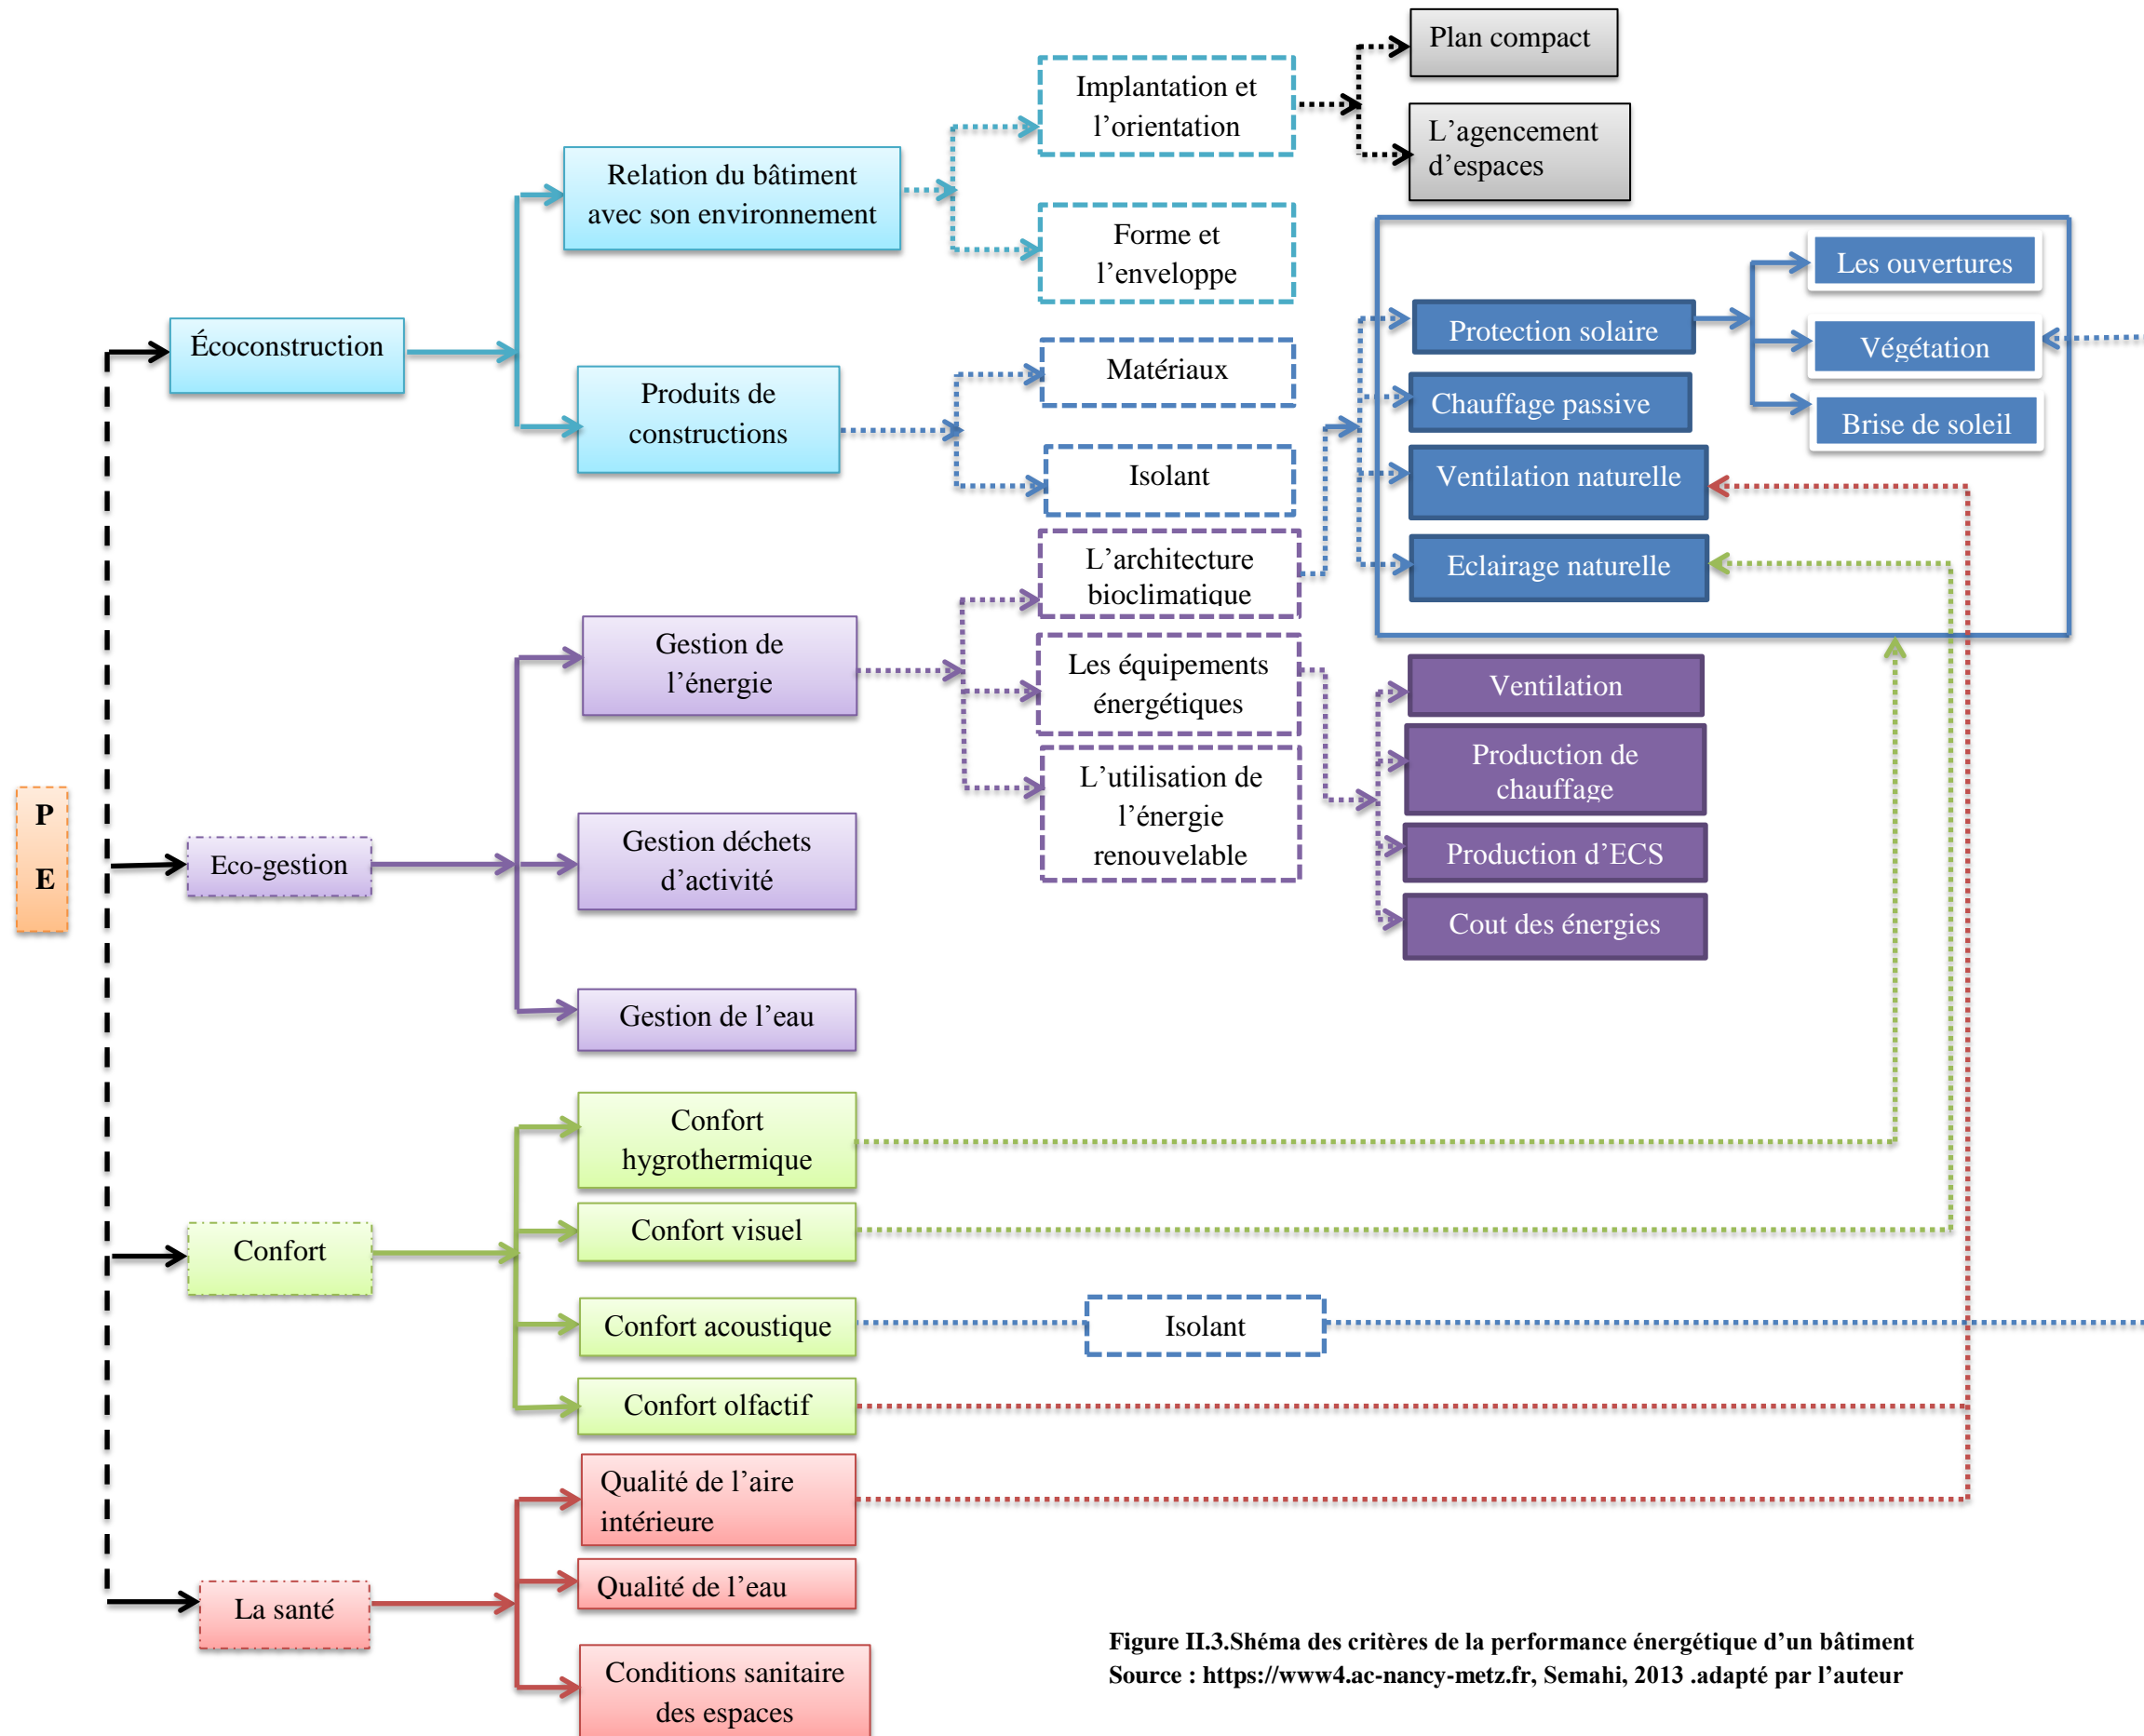 Plan compact
Implantation et
l’orientation
L’agencement
d’espaces
Relation du bâtiment
avec son environnement
Forme et
l’enveloppe
Les ouvertures
Protection solaire
Végétation
Écoconstruction
Matériaux
Produits de
constructions
Chauffage passive
Brise de soleil
Isolant
Ventilation naturelle
L’architecture
bioclimatique
Eclairage naturelle
Gestion de
l’énergie
Les équipements
énergétiques
Ventilation
Production de
chauffage
L’utilisation de
l’énergie
renouvelable
P
E
Eco-gestion
Gestion déchets
d’activité
Production d’ECS
Cout des énergies
Gestion de l’eau
Confort
hygrothermique
Confort visuel
Confort
Confort acoustique
Isolant
Confort olfactif
Qualité de l’aire
intérieure
Qualité de l’eau
La santé
Conditions sanitaire
des espaces
Figure II.3.Shéma des critères de la performance énergétique d’un bâtiment
Source : https://www4.ac-nancy-metz.fr, Semahi, 2013 .adapté par l’auteur